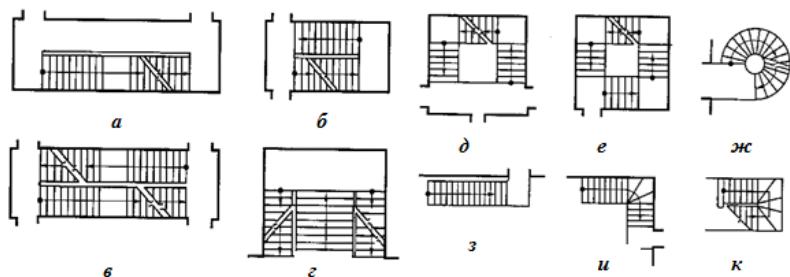 а б д е ж
в г з и к